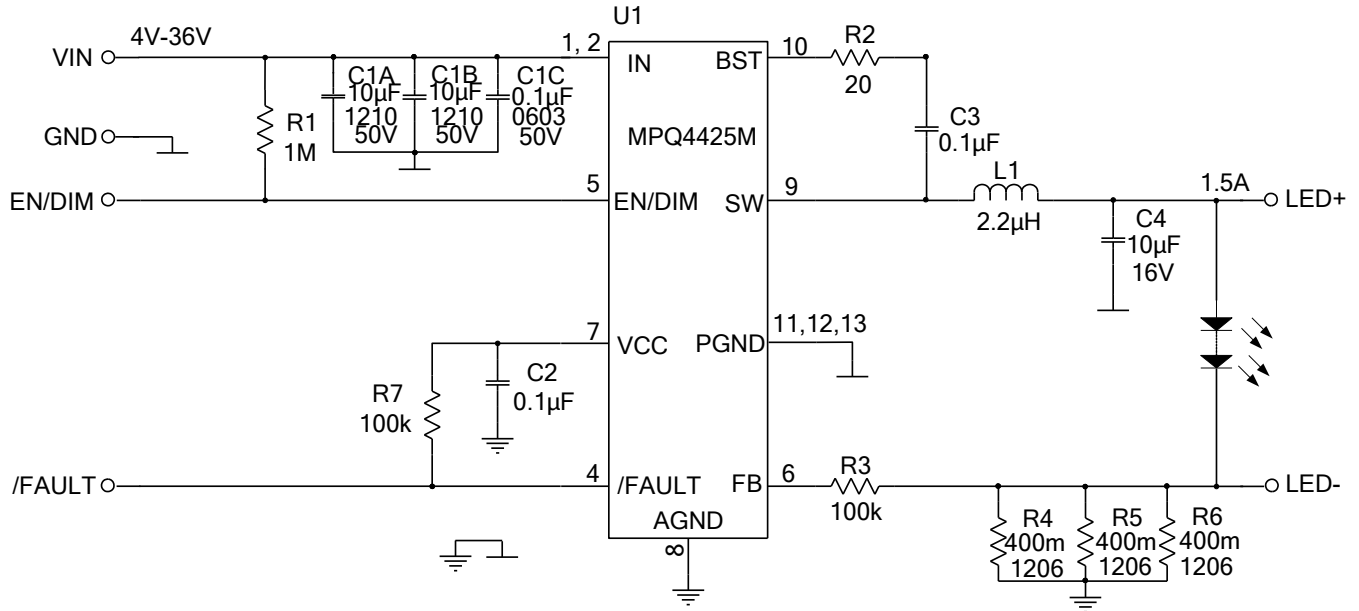 U1
4V-36V
VIN
1, 2
IN
BST
10
R2
20
C1A
10µF
1210
50V
C1B
10µF
1210
50V
C1C
0.1µF
0603
50V
R1
1M
GND
MPQ4425M
C3
0.1µF
EN/DIM
5
EN/DIM
SW
9
L1
2.2µH
1.5A
LED+
C4
10µF
16V
7
VCC
PGND
11,12,13
C2
0.1µF
R7
100k
/FAULT
4
/FAULT
FB
6
R3
100k
LED-
AGND
8
R4
400m
1206
R5
400m
1206
R6
400m
1206